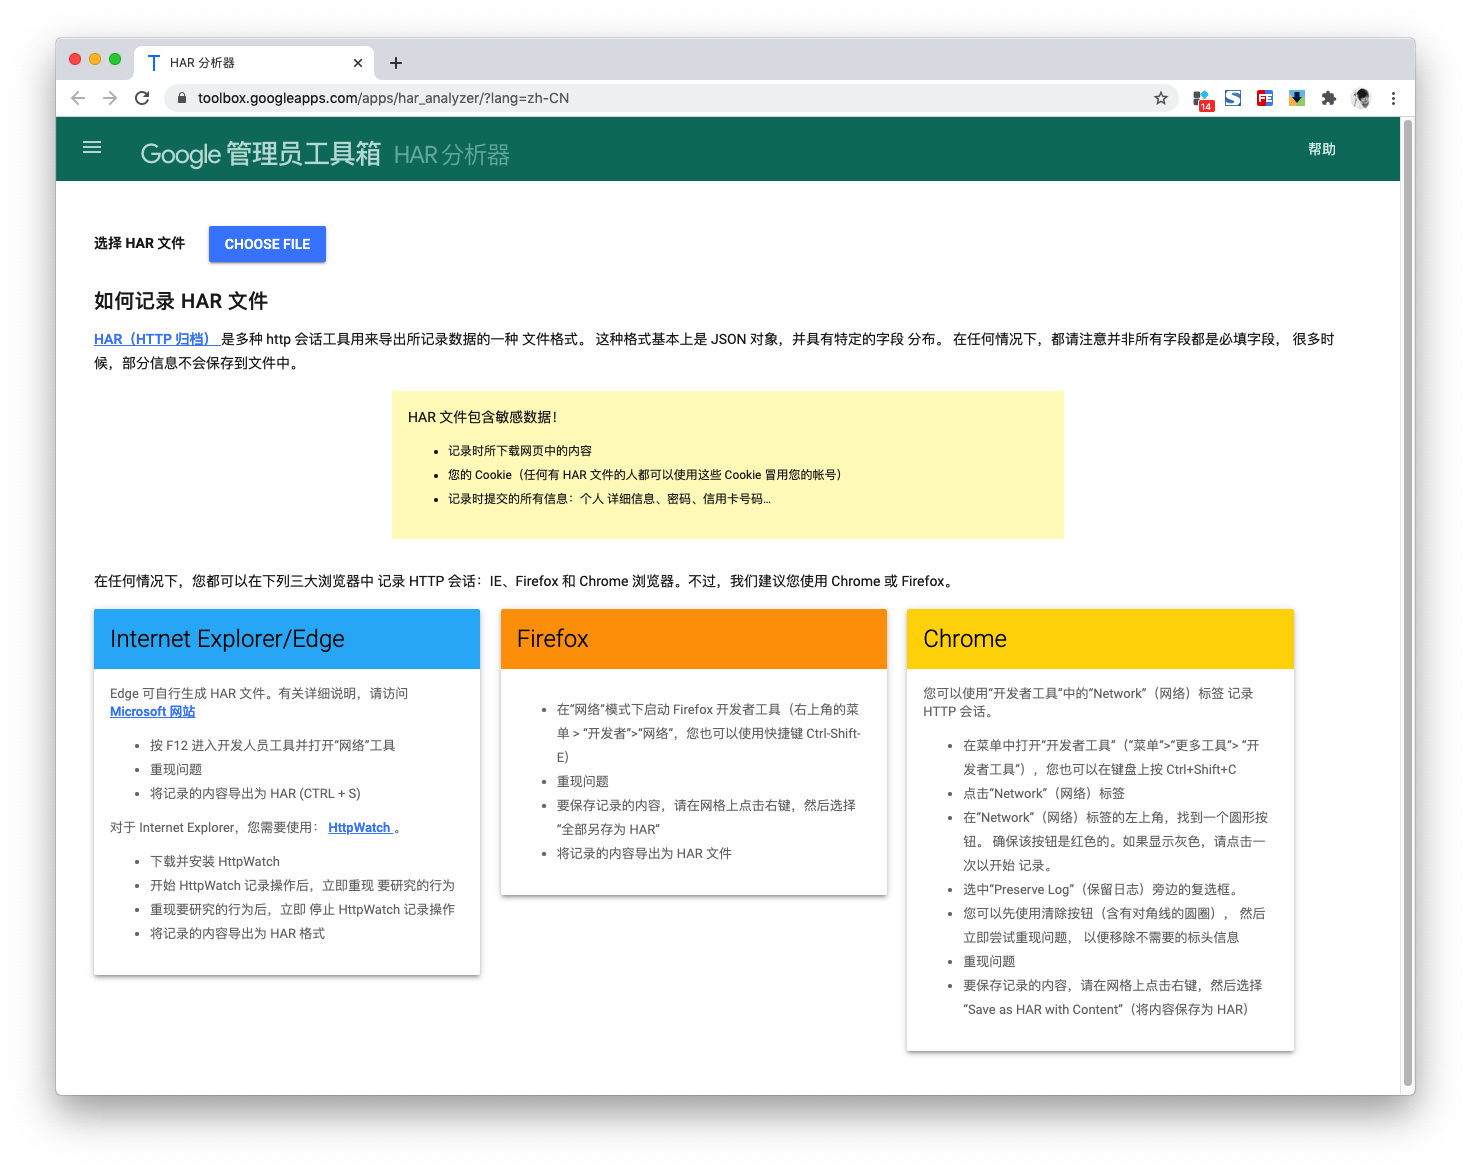 HAR 分析器
toolbox.googleapps.com/apps/har_analyzer/?lang=zh-CN
14
FE
Google 管理员工具箱 HAR 分析器
帮助
选择 HAR 文件 CHOOSE FILE
如何记录 HAR 文件
HAR（HTTP 归档） 是多种 http 会话工具用来导出所记录数据的一种 文件格式。 这种格式基本上是 JSON 对象，并具有特定的字段 分布。 在任何情况下，都请注意并非所有字段都是必填字段， 很多时
候，部分信息不会保存到文件中。
HAR 文件包含敏感数据！
• 记录时所下载网页中的内容
• 您的 Cookie（任何有 HAR 文件的人都可以使用这些 Cookie 冒用您的帐号）
• 记录时提交的所有信息：个人 详细信息、密码、信用卡号码…
在任何情况下，您都可以在下列三大浏览器中 记录 HTTP 会话：IE、Firefox 和 Chrome 浏览器。不过，我们建议您使用 Chrome 或 Firefox。
Internet Explorer/Edge
Edge 可自行生成 HAR 文件。有关详细说明，请访问
Microsoft 网站
• 按 F12 进入开发人员工具并打开“网络”工具
• 重现问题
• 将记录的内容导出为 HAR (CTRL + S)
对于 Internet Explorer，您需要使用： HttpWatch 。
• 下载并安装 HttpWatch
• 开始 HttpWatch 记录操作后，立即重现 要研究的行为
• 重现要研究的行为后，立即 停止 HttpWatch 记录操作
• 将记录的内容导出为 HAR 格式
Firefox
• 在“网络”模式下启动 Firefox 开发者工具（右上角的菜
单 > “开发者”>“网络”，您也可以使用快捷键 Ctrl-Shift-
E）
• 重现问题
• 要保存记录的内容，请在网格上点击右键，然后选择
“全部另存为 HAR”
• 将记录的内容导出为 HAR 文件
Chrome
您可以使用“开发者工具”中的“Network”（网络）标签 记录
HTTP 会话。
• 在菜单中打开“开发者工具”（“菜单”>“更多工具”> “开
发者工具”），您也可以在键盘上按 Ctrl+Shift+C
• 点击“Network”（网络）标签
• 在“Network”（网络）标签的左上角，找到一个圆形按
钮。 确保该按钮是红色的。如果显示灰色，请点击一
次以开始 记录。
• 选中“Preserve Log”（保留日志）旁边的复选框。
• 您可以先使用清除按钮（含有对角线的圆圈）， 然后
立即尝试重现问题， 以便移除不需要的标头信息
• 重现问题
• 要保存记录的内容，请在网格上点击右键，然后选择
“Save as HAR with Content”（将内容保存为 HAR）